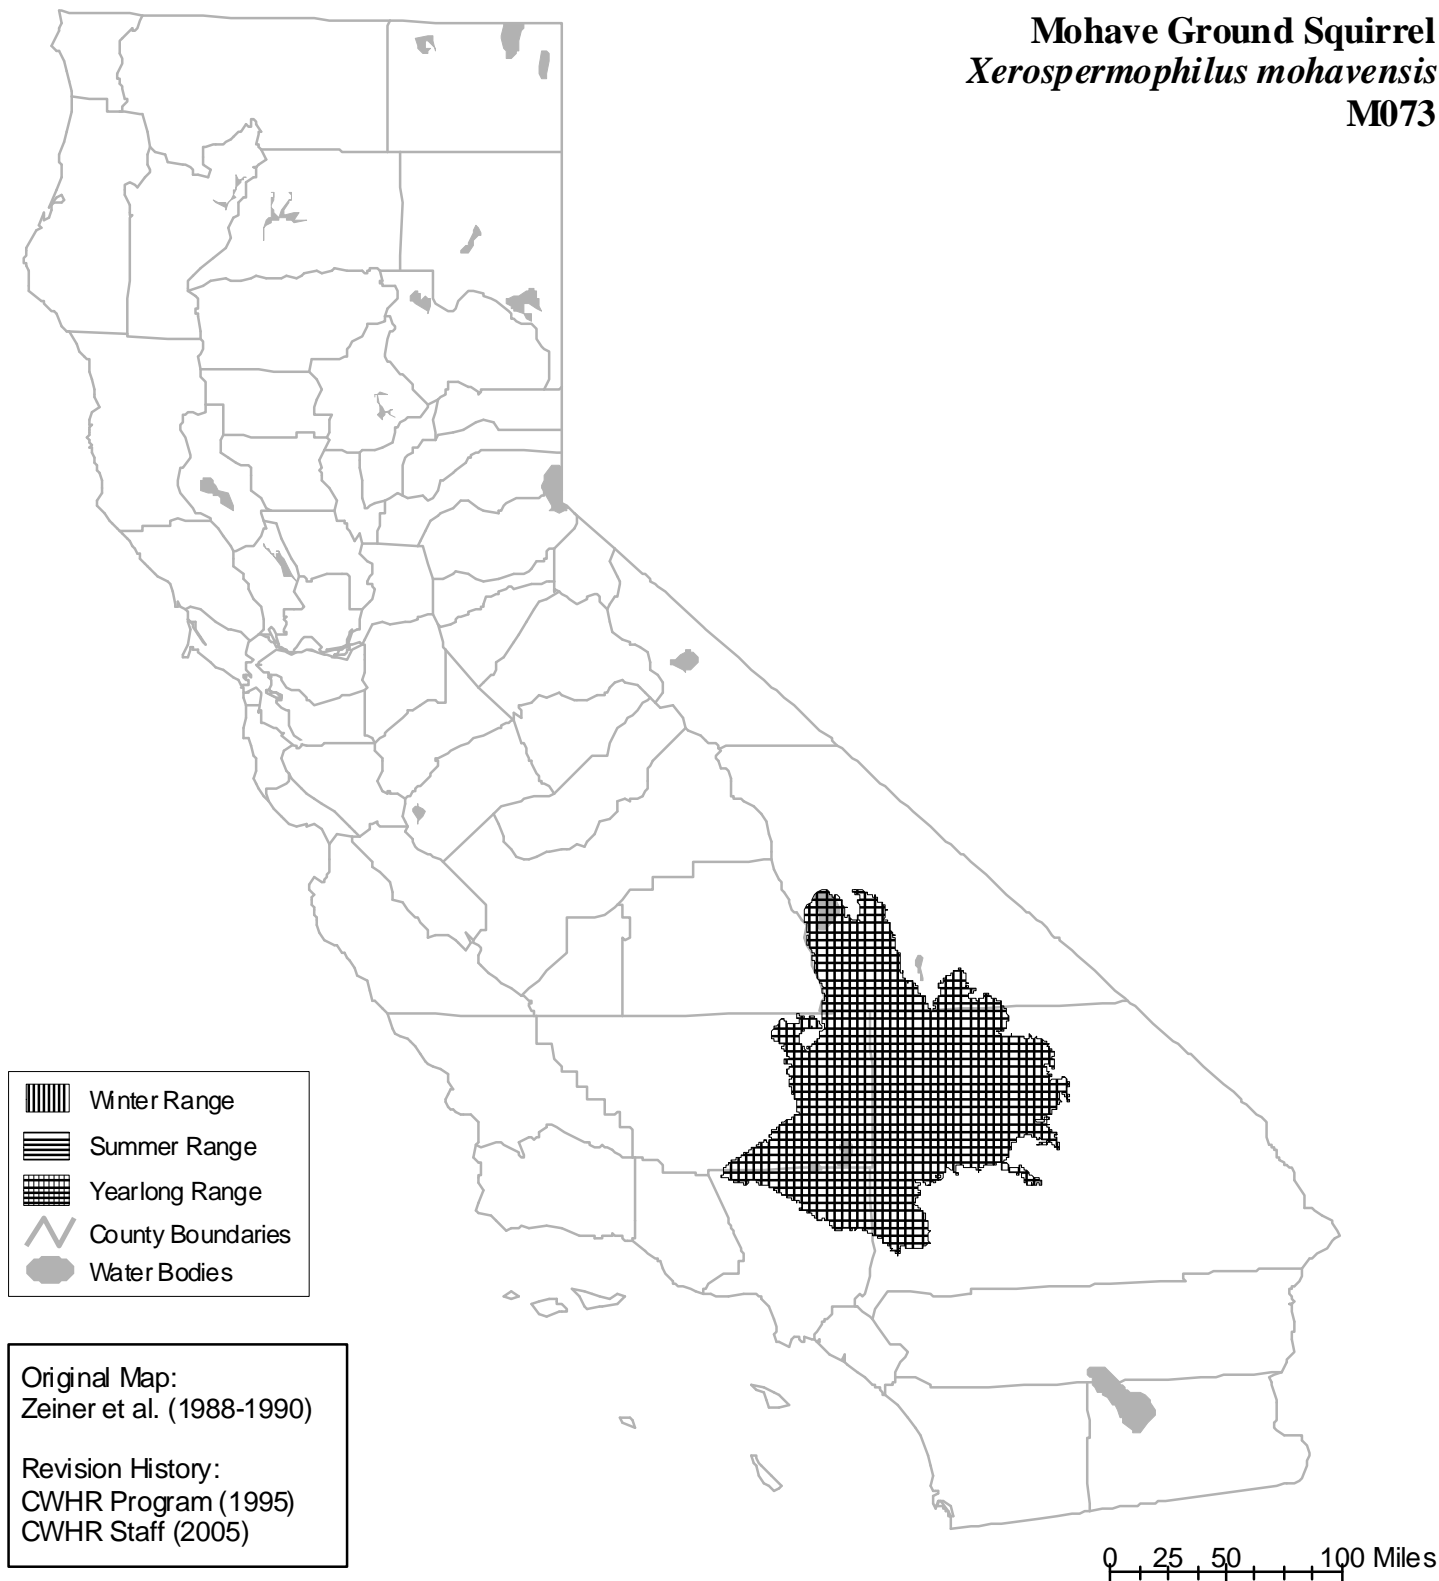 Mohave Ground Squirrel
Xerospermophilus mohavensis
M073
Winter Range
Summer Range
Yearlong Range
County Boundaries
Water Bodies
Original Map:
Zeiner et al. (1988-1990)
Revision History:
CWHR Program (1995)
CWHR Staff (2005)
0 25 50 100 Miles